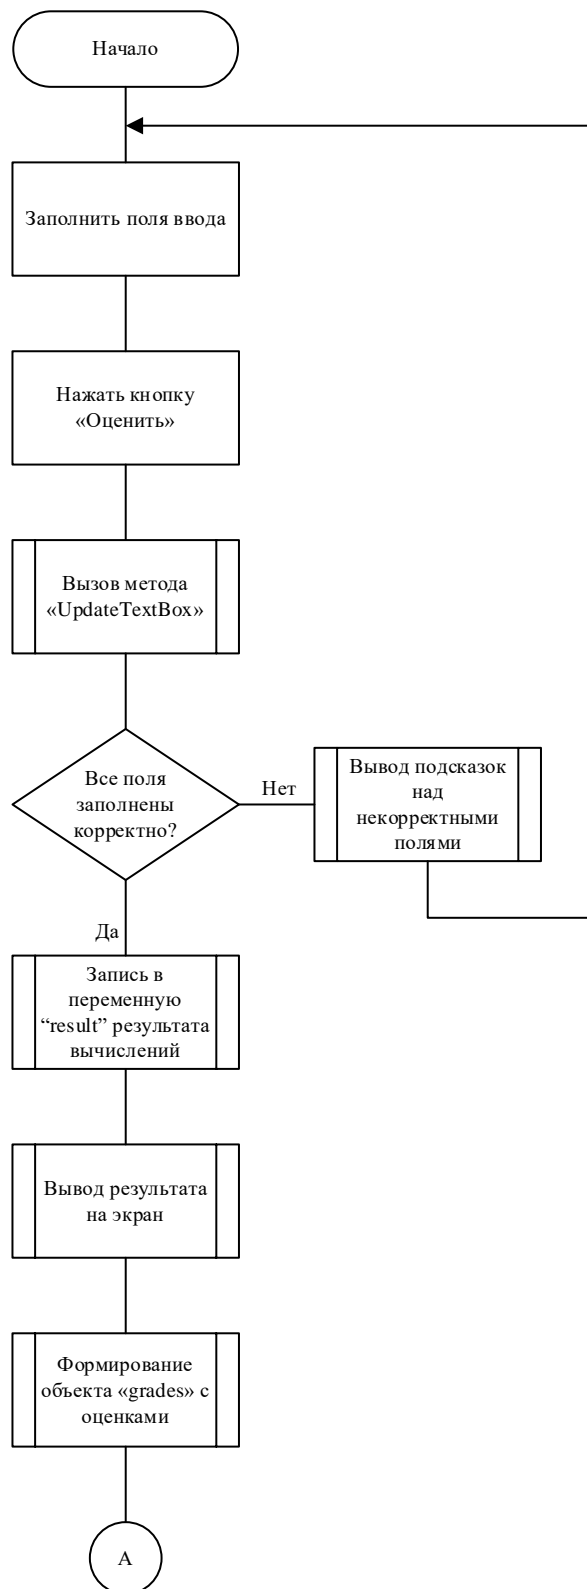 Начало
Заполнить поля ввода
Нажать кнопку
«Оценить»
Вызов метода
«UpdateTextBox»
Все поля
заполнены
корректно?
Нет
Вывод подсказок
над
некорректными
полями
Да
Запись в
переменную
“result” результата
вычислений
Вывод результата
на экран
Формирование
объекта «grades» с
оценками
А